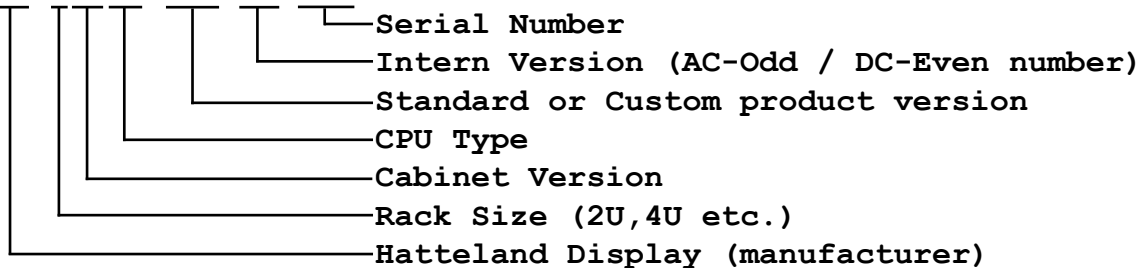 Serial Number
Intern Version (AC-Odd / DC-Even number)
Standard or Custom product version
CPU Type
Cabinet Version
Rack Size (2U,4U etc.)
Hatteland Display (manufacturer)